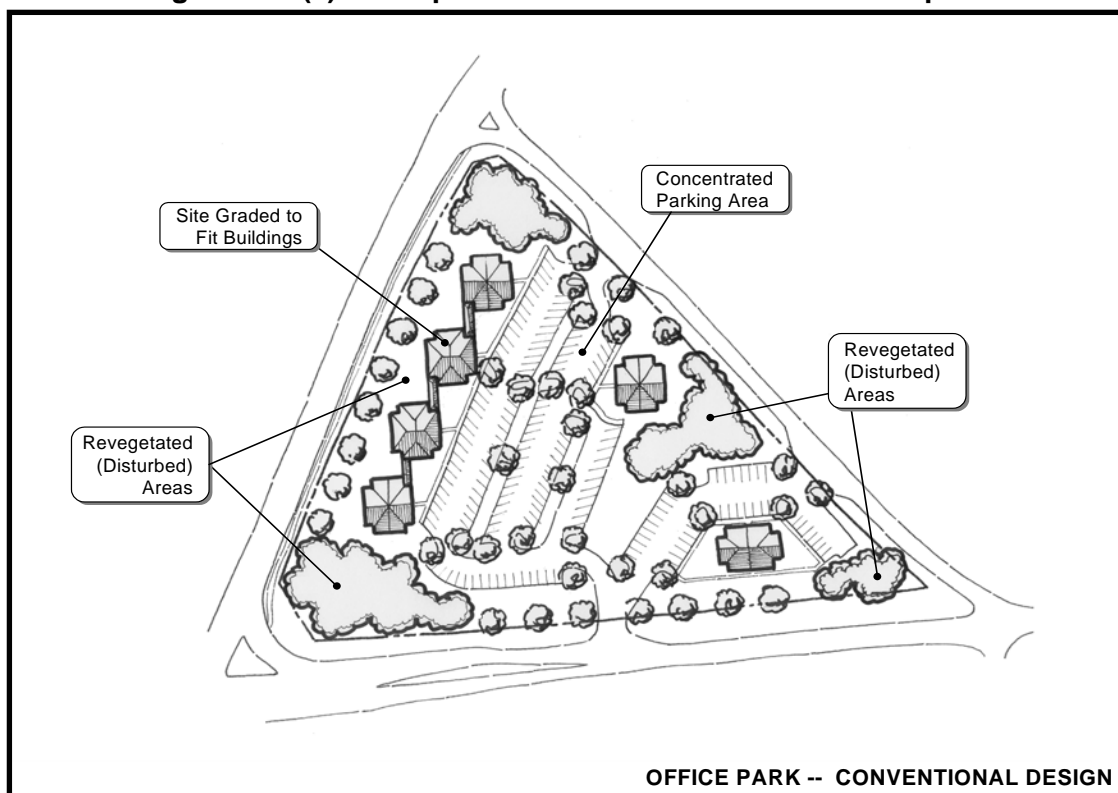 Concentrated
Parking Area
Site Graded to
Fit Buildings
Revegetated
(Disturbed)
Areas
Revegetated
(Disturbed)
Areas
OFFICE PARK -- CONVENTIONAL DESIGN